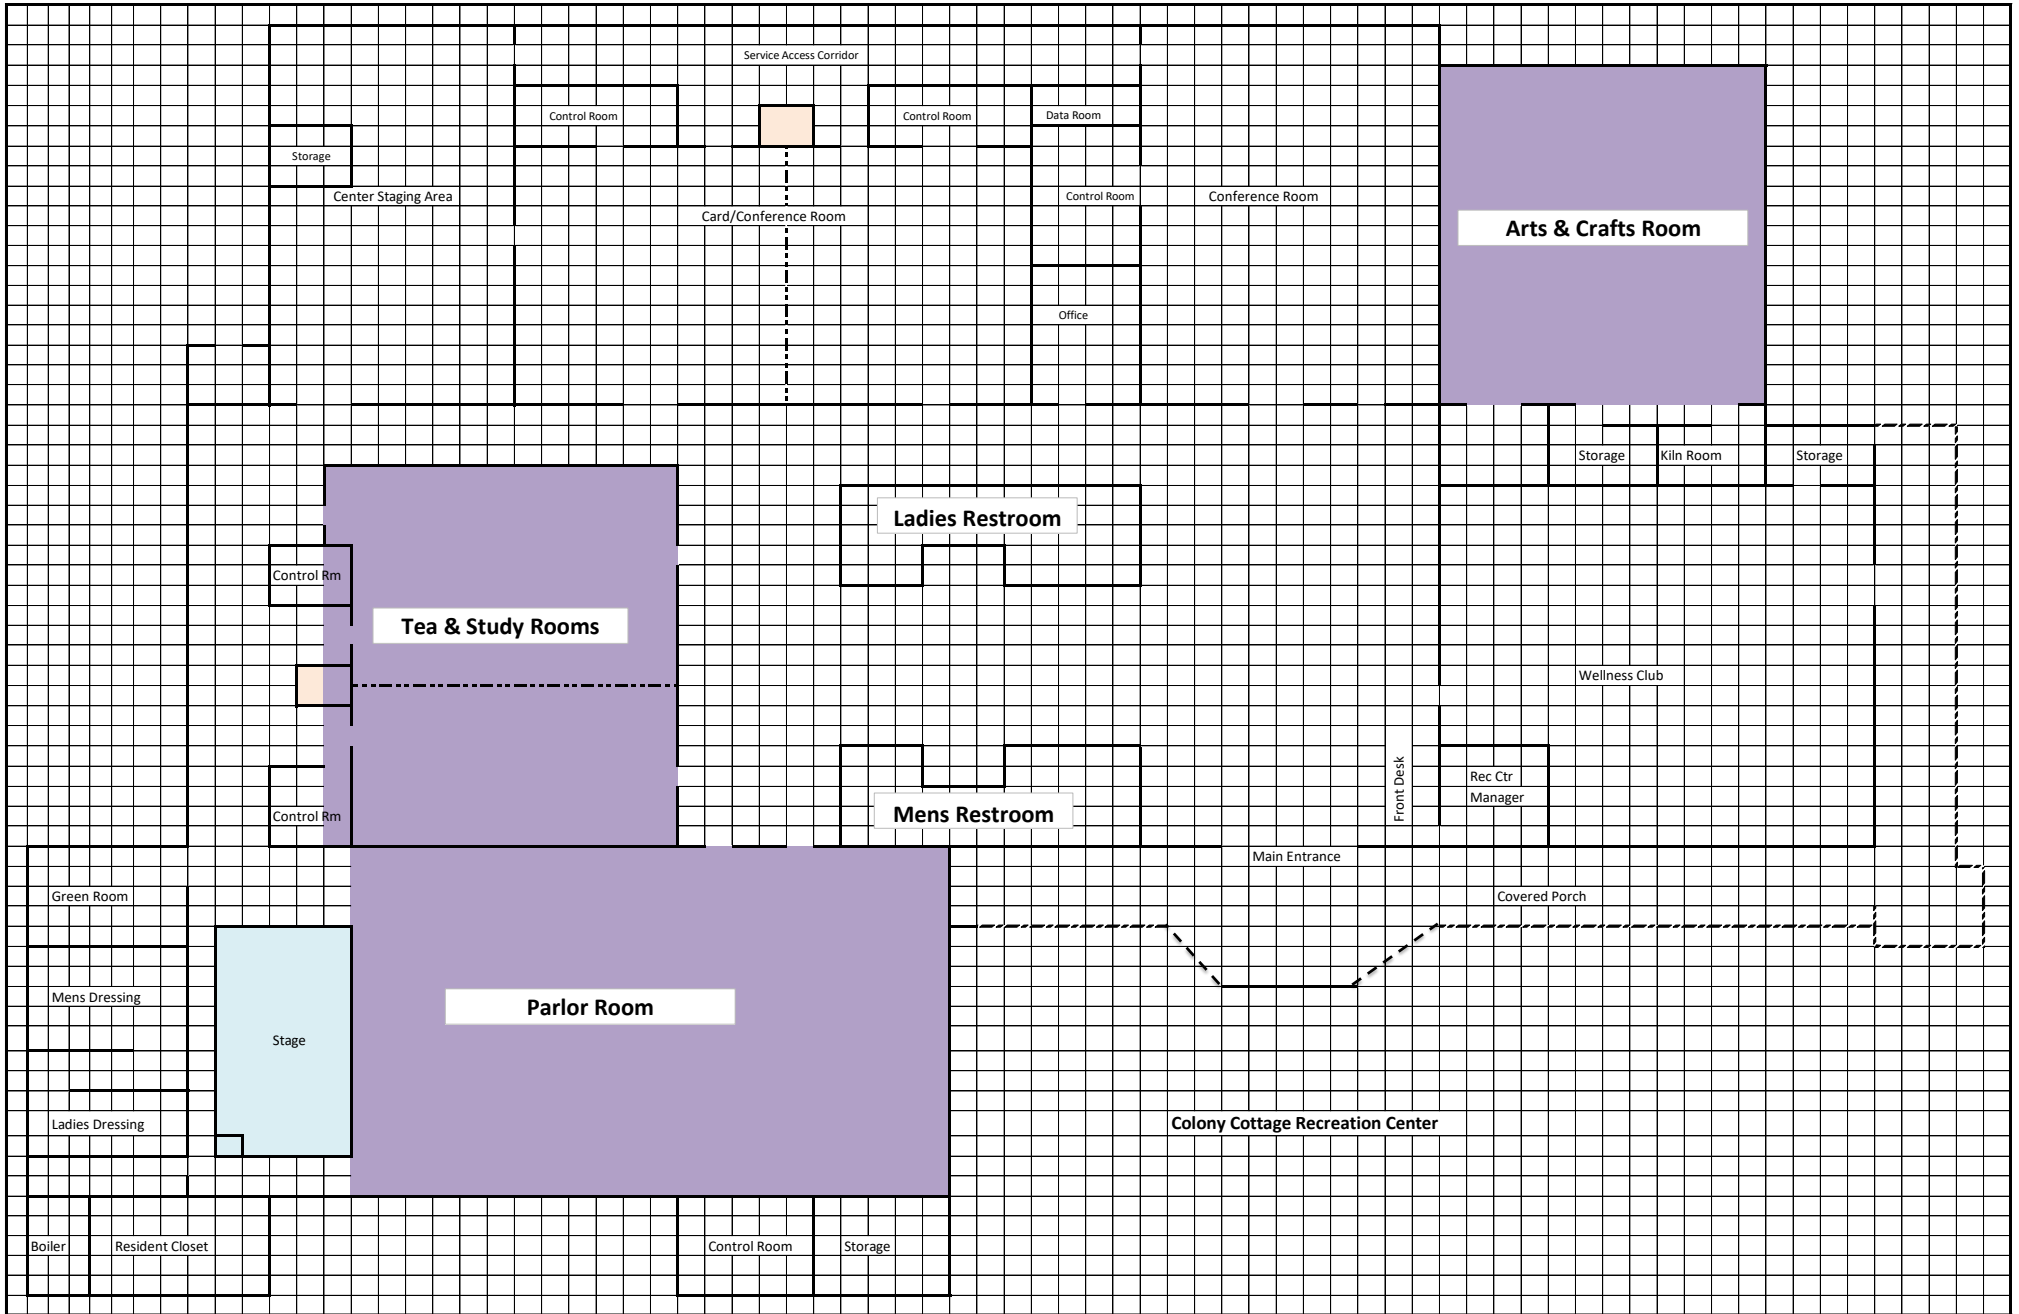 Service Access Corridor
Control Room
Control Room
Data Room
Storage
Center Staging Area
Control Room
Conference Room
Card/Conference Room
Arts & Crafts Room
Office
Storage
Kiln Room
Storage
Ladies Restroom
Control Rm
Tea & Study Rooms
Wellness Club
Front Desk
Rec Ctr
Manager
Mens Restroom
Control Rm
Main Entrance
Green Room
Covered Porch
Mens Dressing
Parlor Room
Stage
Ladies Dressing
Colony Cottage Recreation Center
Boiler
Resident Closet
Control Room
Storage